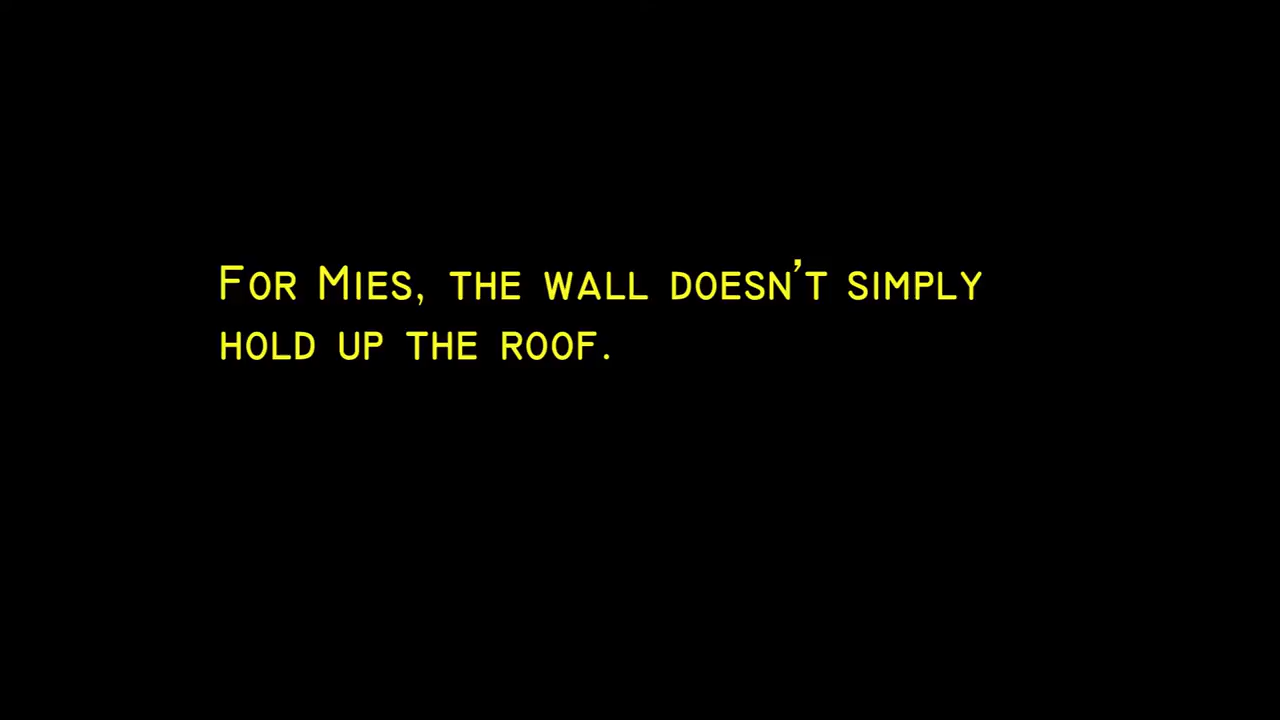 For Mies, the wall doesn't simply
hold up the roof.